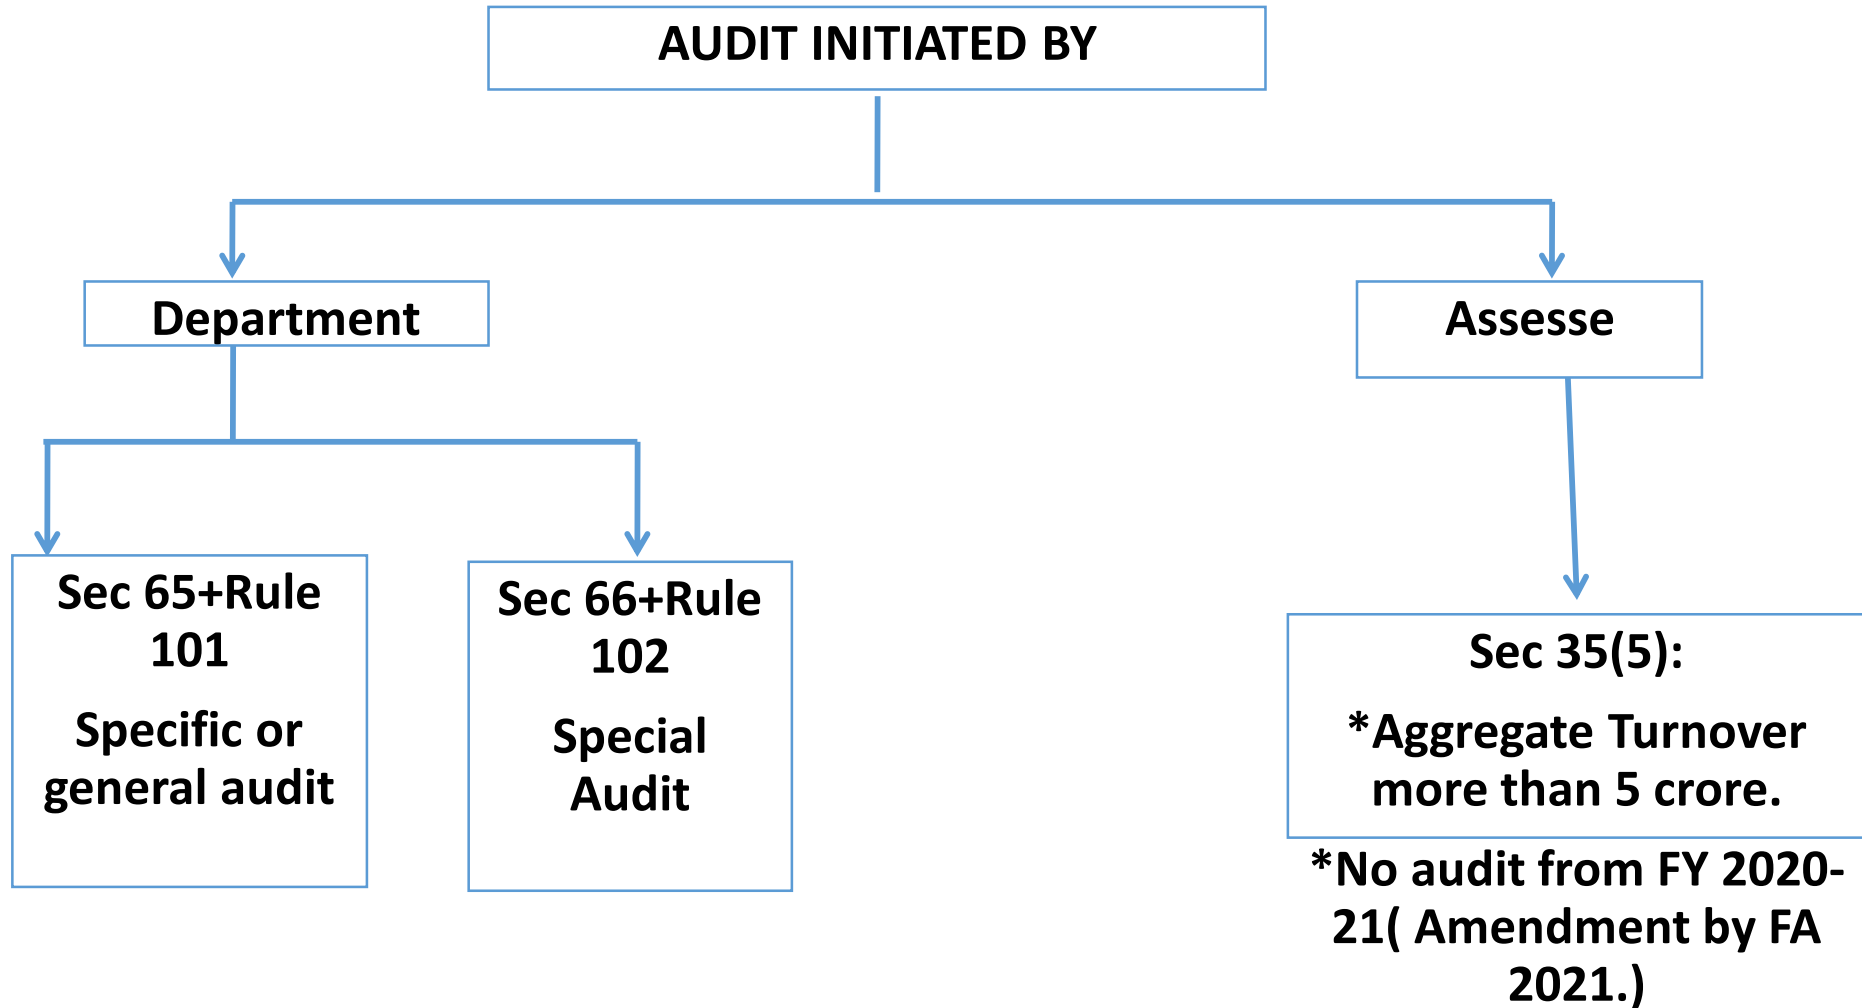 AUDIT INITIATED BY
Department
Assesse
Sec 65+Rule
101
Specific or
general audit
Sec 66+Rule
102
Special
Audit
Sec 35(5):
*Aggregate Turnover
more than 5 crore.
*No audit from FY 2020-
21( Amendment by FA
2021.)